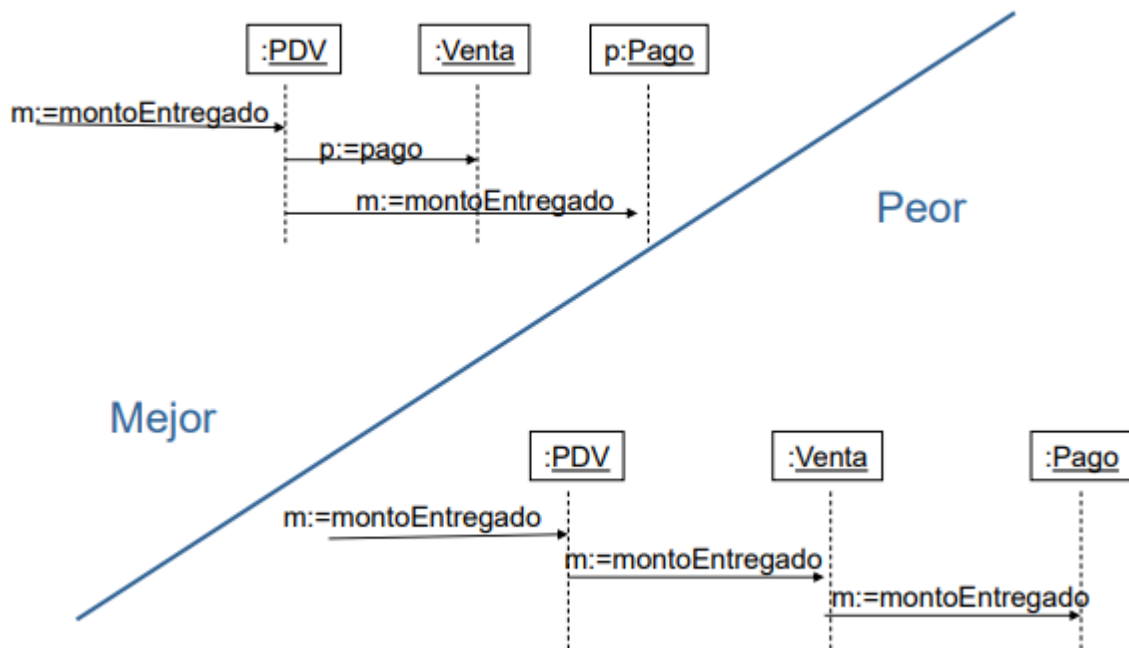 :PDV
:Venta
p:Pago
m:=montoEntregado
p:=pago
m:=montoEntregado
Peor
Mejor
:PDV
:Venta
:Pago
m:=montoEntregado
m:=montoEntregado
m:=montoEntregado